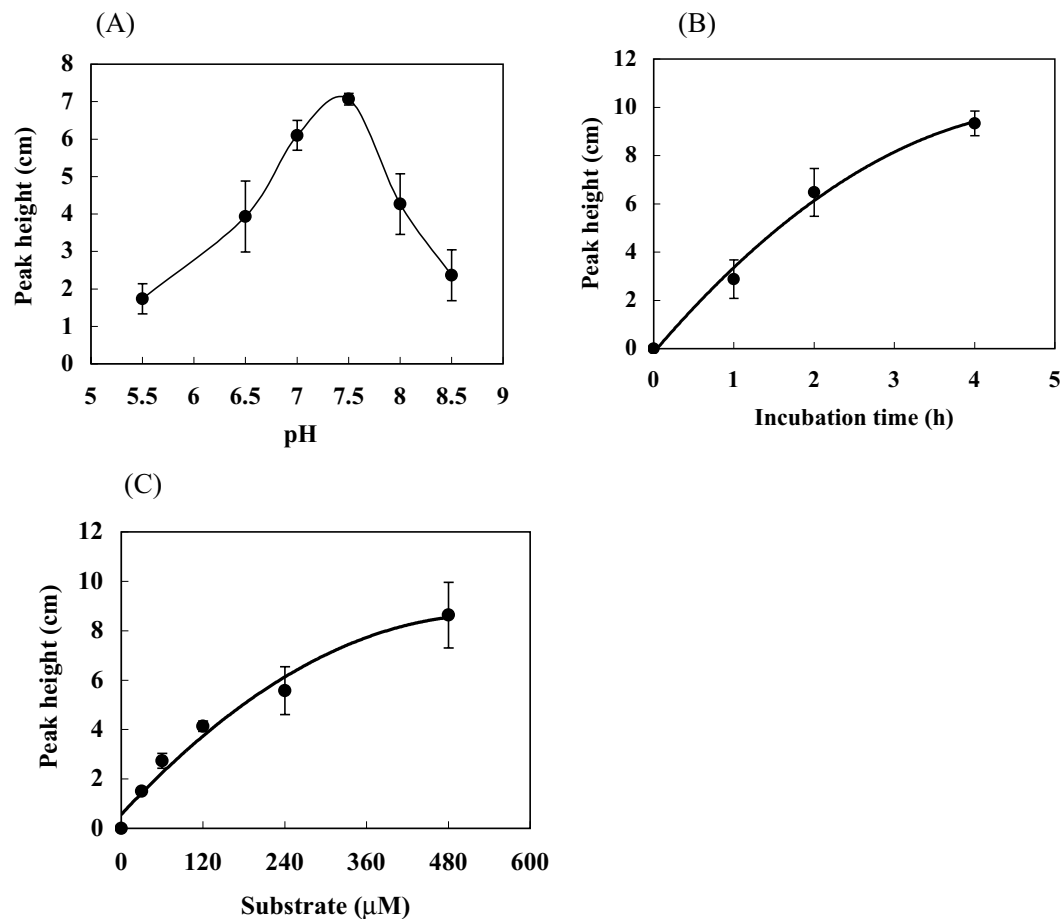 (A)
8
7
6
5
4
3
2
1
0
Peak height (cm)
5 5.5 6 6.5 7 7.5 8 8.5 9
pH
(B)
12
10
8
6
4
2
0
Peak height (cm)
0 1 2 3 4 5
Incubation time (h)
(C)
12
10
8
6
4
2
0
Peak height (cm)
0 120 240 360 480 600
Substrate (μM)